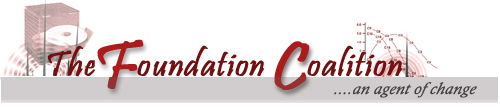 The Foundation Coalition
....an agent of change